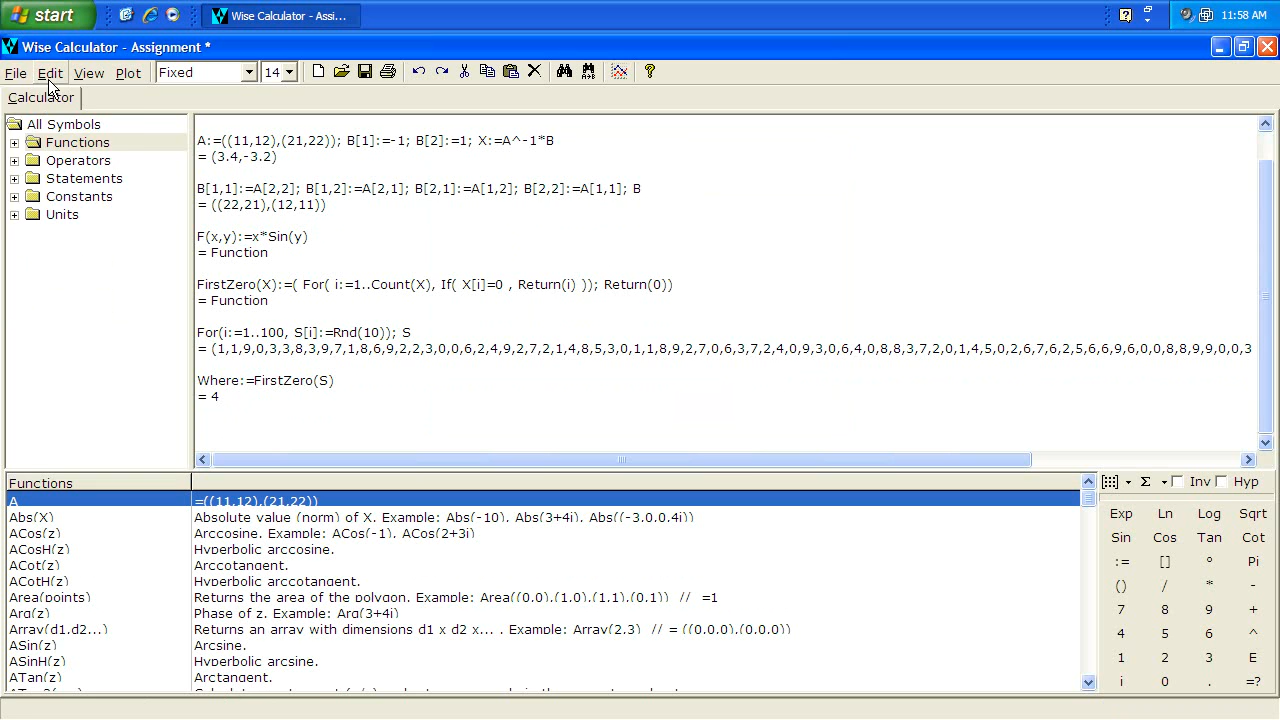 start
Wise Calculator - Assi...
11:58 AM
Wise Calculator - Assignment *
File Edit View Plot Fixed 14
Calculator
All Symbols
Functions
Operators
Statements
Constants
Units
A:=((11,12),(21,22)); B[1]:=-1; B[2]:=1; X:=A^-1*B
= (3.4,-3.2)
B[1,1]:=A[2,2]; B[1,2]:=A[2,1]; B[2,1]:=A[1,2]; B[2,2]:=A[1,1]; B
= ((22,21),(12,11))
F(x,y):=x*Sin(y)
= Function
FirstZero(X):=( For( i:=1..Count(X), If( X[i]=0 , Return(i) )); Return(0))
= Function
For(i:=1..100, S[i]:=Rnd(10)); S
= (1,1,9,0,3,3,8,3,9,7,1,8,6,9,2,2,3,0,0,6,2,4,9,2,7,2,1,4,8,5,3,0,1,1,8,9,2,7,0,6,3,7,2,4,0,9,3,0,6,4,0,8,8,3,7,2,0,1,4,5,0,2,6,7,6,2,5,6,6,9,6,0,0,8,8,9,9,0,0,3
Where:=FirstZero(S)
= 4
Functions
A =((11,12),(21,22))
Abs(X) Absolute value (norm) of X. Example: Abs(-10), Abs(3+4i), Abs((-3,0,0,4i))
ACos(z) Arccosine. Example: ACos(-1), ACos(2+3i)
ACosH(z) Hyperbolic arccosine.
ACot(z) Arccotangent.
ACotH(z) Hyperbolic arccotangent.
Area(points) Returns the area of the polygon. Example: Area((0,0),(1,0),(1,1),(0,1)) // =1
Arg(z) Phase of z. Example: Arg(3+4i)
Array(d1,d2...) Returns an array with dimensions d1 x d2 x... . Example: Array(2,3) // = ((0,0,0),(0,0,0))
ASin(z) Arcsine.
ASinH(z) Hyperbolic arcsine.
ATan(z) Arctangent.
Σ Inv Hyp
Exp Ln Log Sqrt
Sin Cos Tan Cot
:= [] º Pi
() / * -
7 8 9 +
4 5 6 ^
1 2 3 E
i 0 . =?